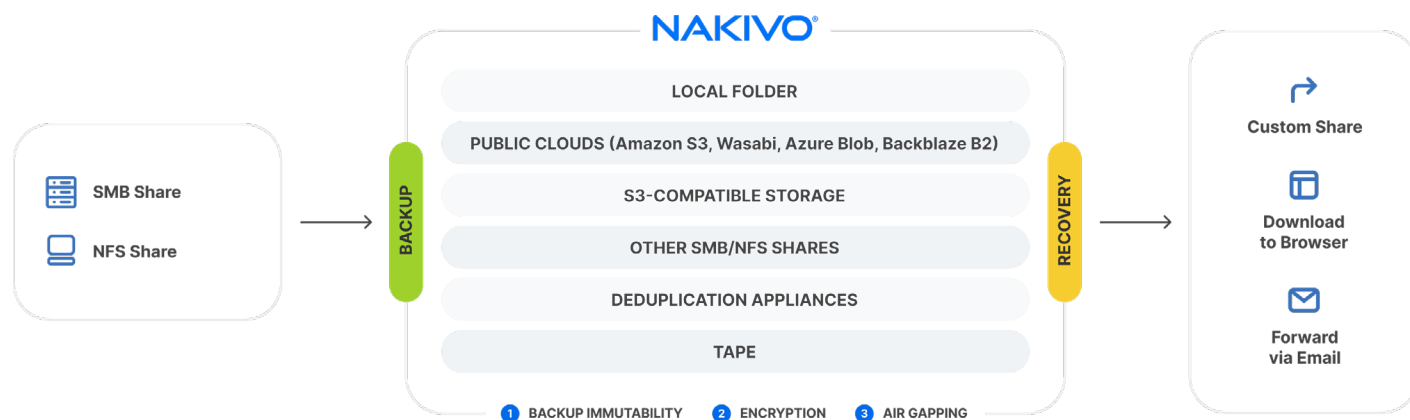 NAKIVO®
SMB Share
NFS Share
BACKUP
LOCAL FOLDER
PUBLIC CLOUDS (Amazon S3, Wasabi, Azure Blob, Backblaze B2)
S3-COMPATIBLE STORAGE
OTHER SMB/NFS SHARES
DEDUPLICATION APPLIANCES
TAPE
1 BACKUP IMMUTABILITY 2 ENCRYPTION 3 AIR GAPPING
RECOVERY
Custom Share
Download
to Browser
Forward
via Email